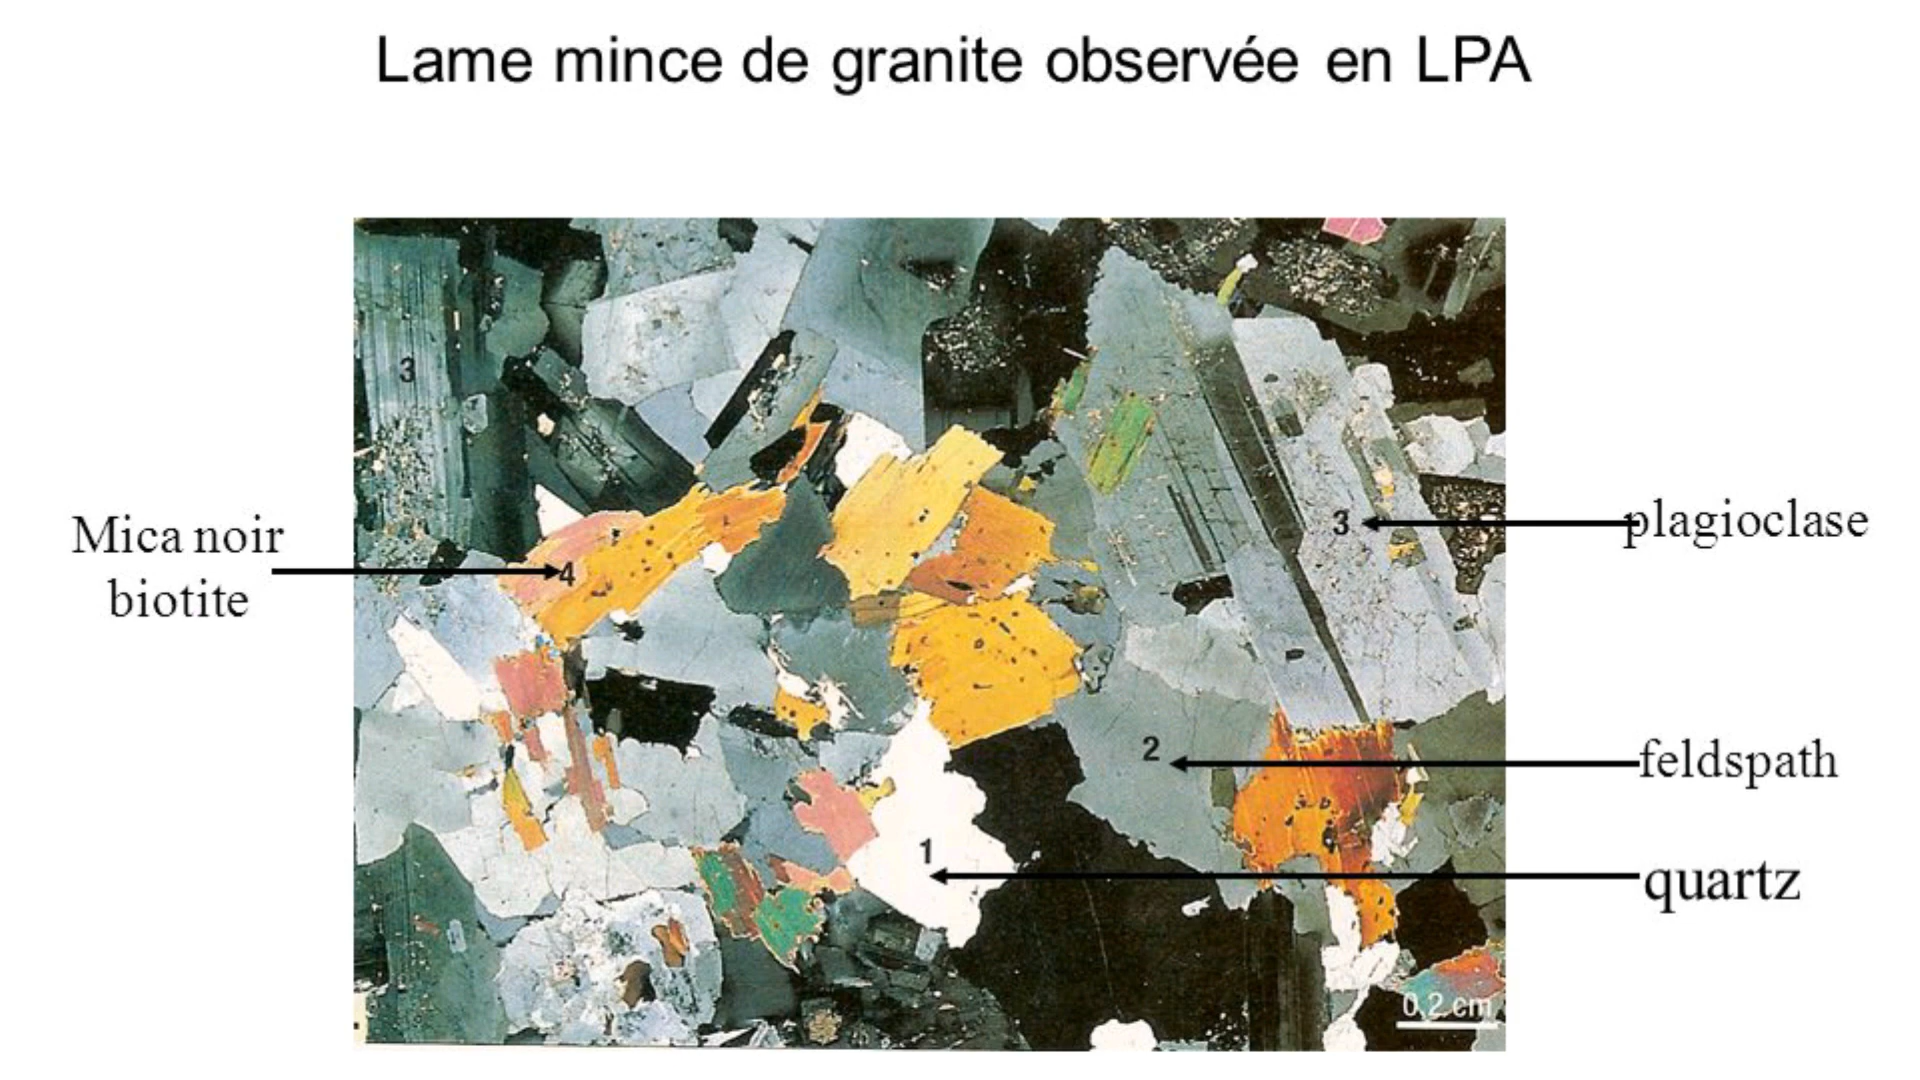 Lame mince de granite observée en LPA
3
Mica noir
biotite
4
3
plagioclase
2
feldspath
1
quartz
0,2 cm